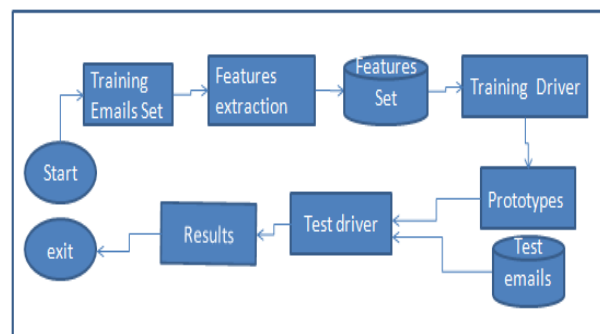 Training
Emails Set
Features
extraction
Features
Set
Training Driver
Start
Prototypes
Test driver
Results
exit
Test
emails